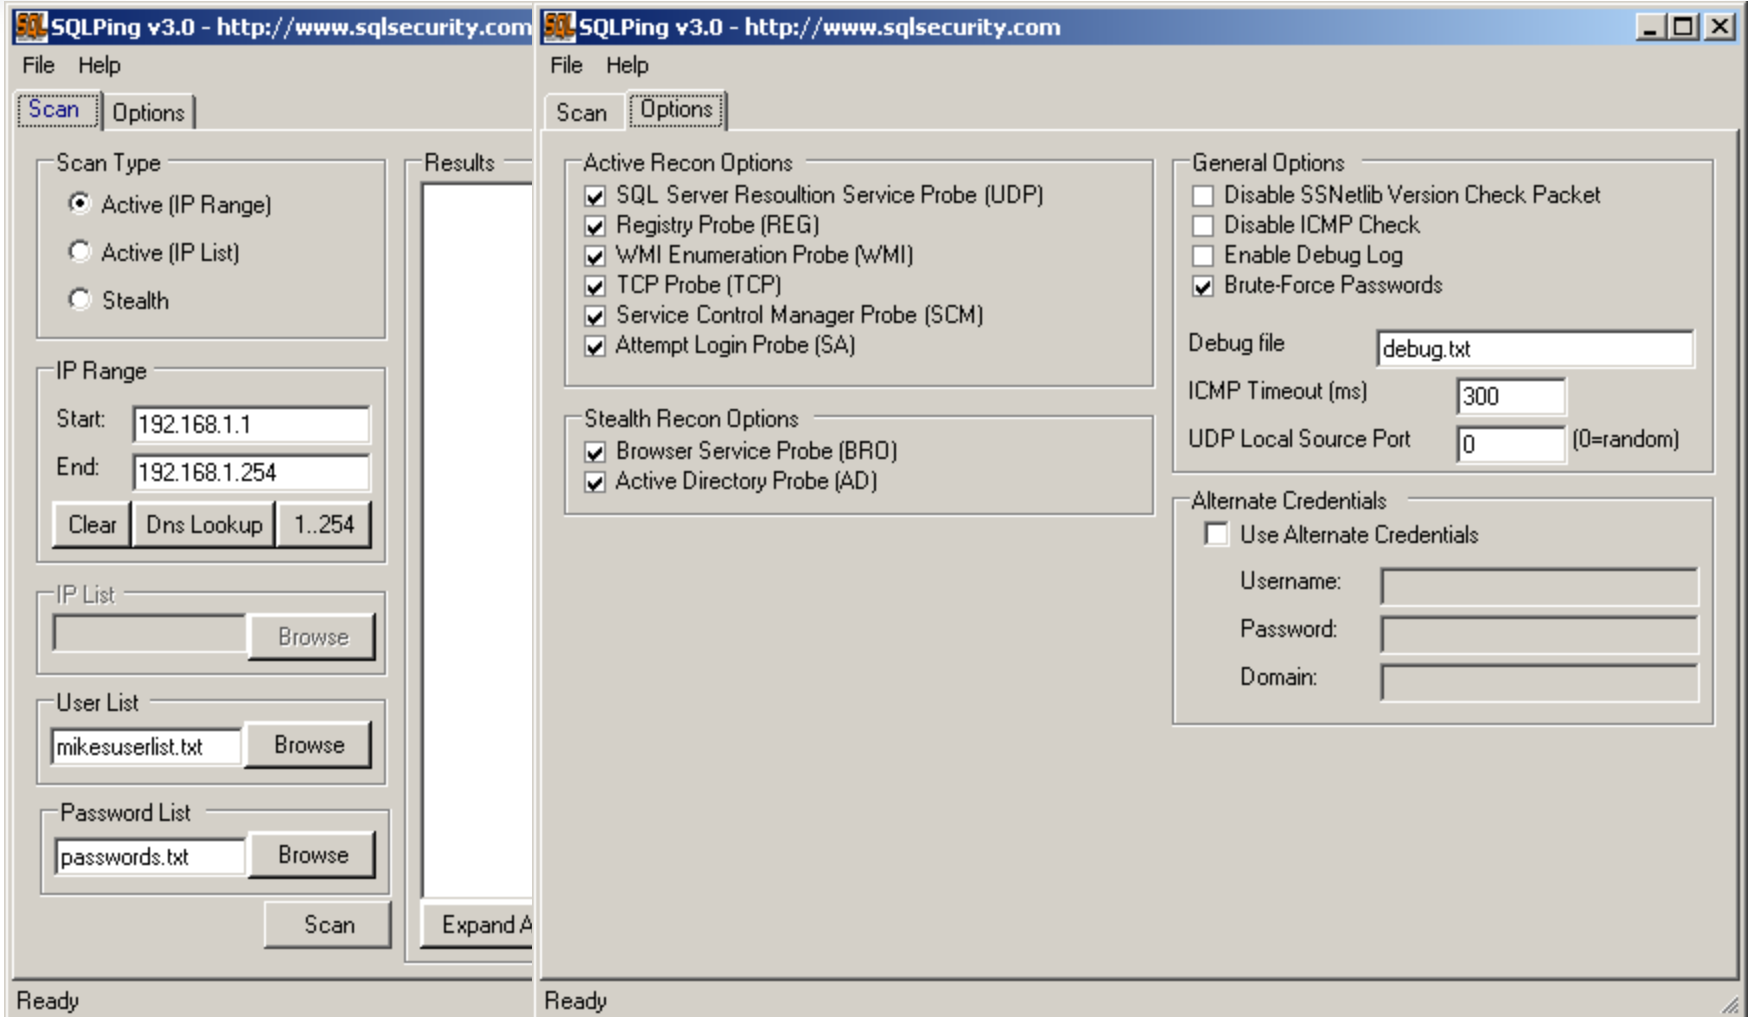 SQL SQLPing v3.0 - http://www.sqlsecurity.com
File Help
Scan Options
Scan Type
Active (IP Range)
Active (IP List)
Stealth
IP Range
Start: 192.168.1.1
End: 192.168.1.254
Clear Dns Lookup 1..254
IP List
Browse
User List
mikesuserlist.txt Browse
Password List
passwords.txt Browse
Scan
Results
Expand A
Ready
SQL SQLPing v3.0 - http://www.sqlsecurity.com
File Help
Scan Options
Active Recon Options
SQL Server Resoultion Service Probe (UDP)
Registry Probe (REG)
WMI Enumeration Probe (WMI)
TCP Probe (TCP)
Service Control Manager Probe (SCM)
Attempt Login Probe (SA)
Stealth Recon Options
Browser Service Probe (BRO)
Active Directory Probe (AD)
General Options
Disable SSNetlib Version Check Packet
Disable ICMP Check
Enable Debug Log
Brute-Force Passwords
Debug file debug.txt
ICMP Timeout (ms) 300
UDP Local Source Port 0 (0=random)
Alternate Credentials
Use Alternate Credentials
Username:
Password:
Domain:
Ready